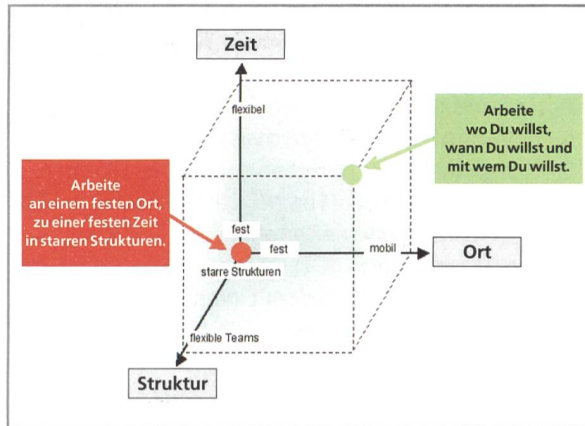 Zeit
flexibel
Arbeite
wo Du willst,
wann Du willst und
mit wem Du willst.
Arbeite
an einem festen Ort,
zu einer festen Zeit
in starren Strukturen.
fest
fest
mobil
Ort
starre Strukturen
flexible Teams
Struktur